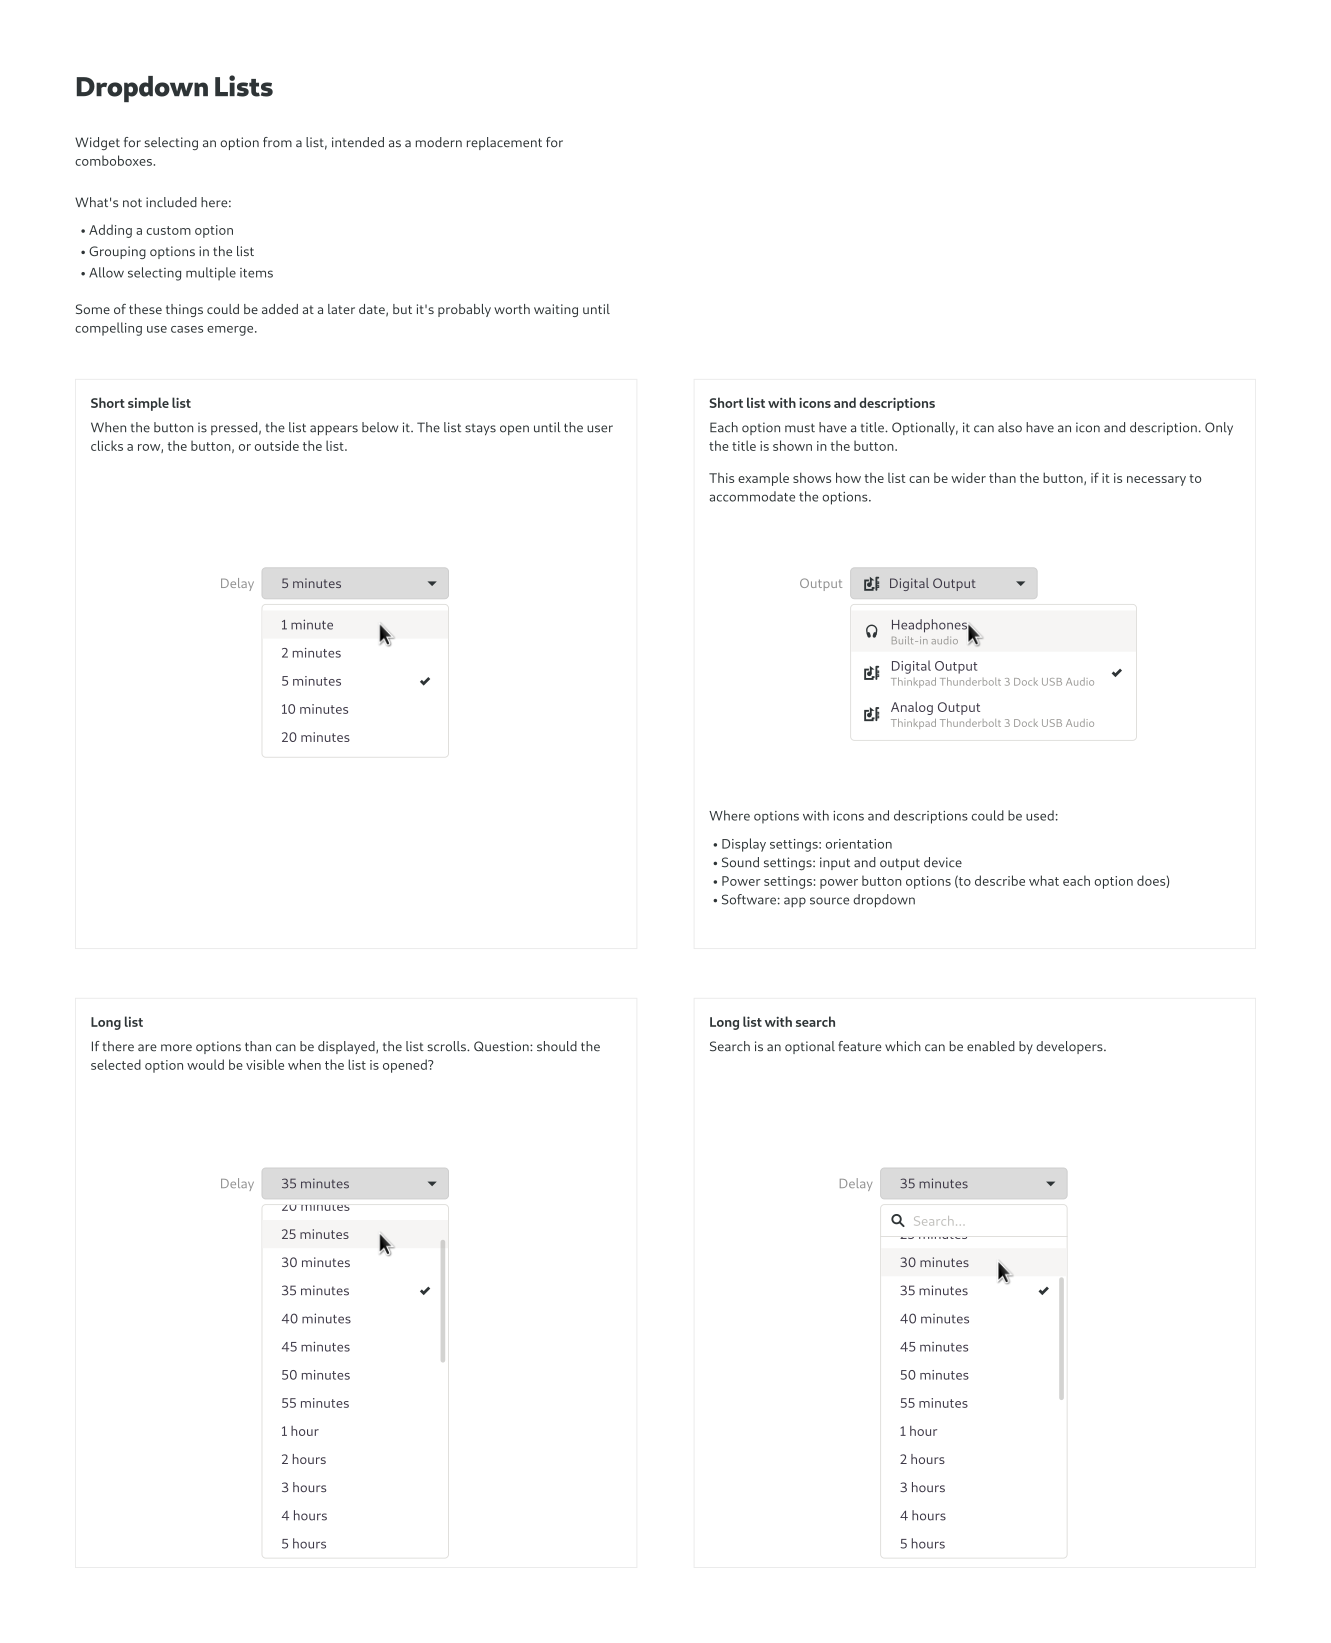 Dropdown Lists
Widget for selecting an option from a list, intended as a modern replacement for
comboboxes.
What's not included here:
• Adding a custom option
• Grouping options in the list
• Allow selecting multiple items
Some of these things could be added at a later date, but it's probably worth waiting until
compelling use cases emerge.
Short simple list
When the button is pressed, the list appears below it. The list stays open until the user
clicks a row, the button, or outside the list.
Delay
5 minutes
1 minute
2 minutes
5 minutes
10 minutes
20 minutes
Short list with icons and descriptions
Each option must have a title. Optionally, it can also have an icon and description. Only
the title is shown in the button.
This example shows how the list can be wider than the button, if it is necessary to
accommodate the options.
Output
Digital Output
Headphones
Built-in audio
Digital Output
Thinkpad Thunderbolt 3 Dock USB Audio
Analog Output
Thinkpad Thunderbolt 3 Dock USB Audio
Where options with icons and descriptions could be used:
• Display settings: orientation
• Sound settings: input and output device
• Power settings: power button options (to describe what each option does)
• Software: app source dropdown
Long list
If there are more options than can be displayed, the list scrolls. Question: should the
selected option would be visible when the list is opened?
Delay
35 minutes
20 minutes
25 minutes
30 minutes
35 minutes
40 minutes
45 minutes
50 minutes
55 minutes
1 hour
2 hours
3 hours
4 hours
5 hours
Long list with search
Search is an optional feature which can be enabled by developers.
Delay
35 minutes
Search...
25 minutes
30 minutes
35 minutes
40 minutes
45 minutes
50 minutes
55 minutes
1 hour
2 hours
3 hours
4 hours
5 hours